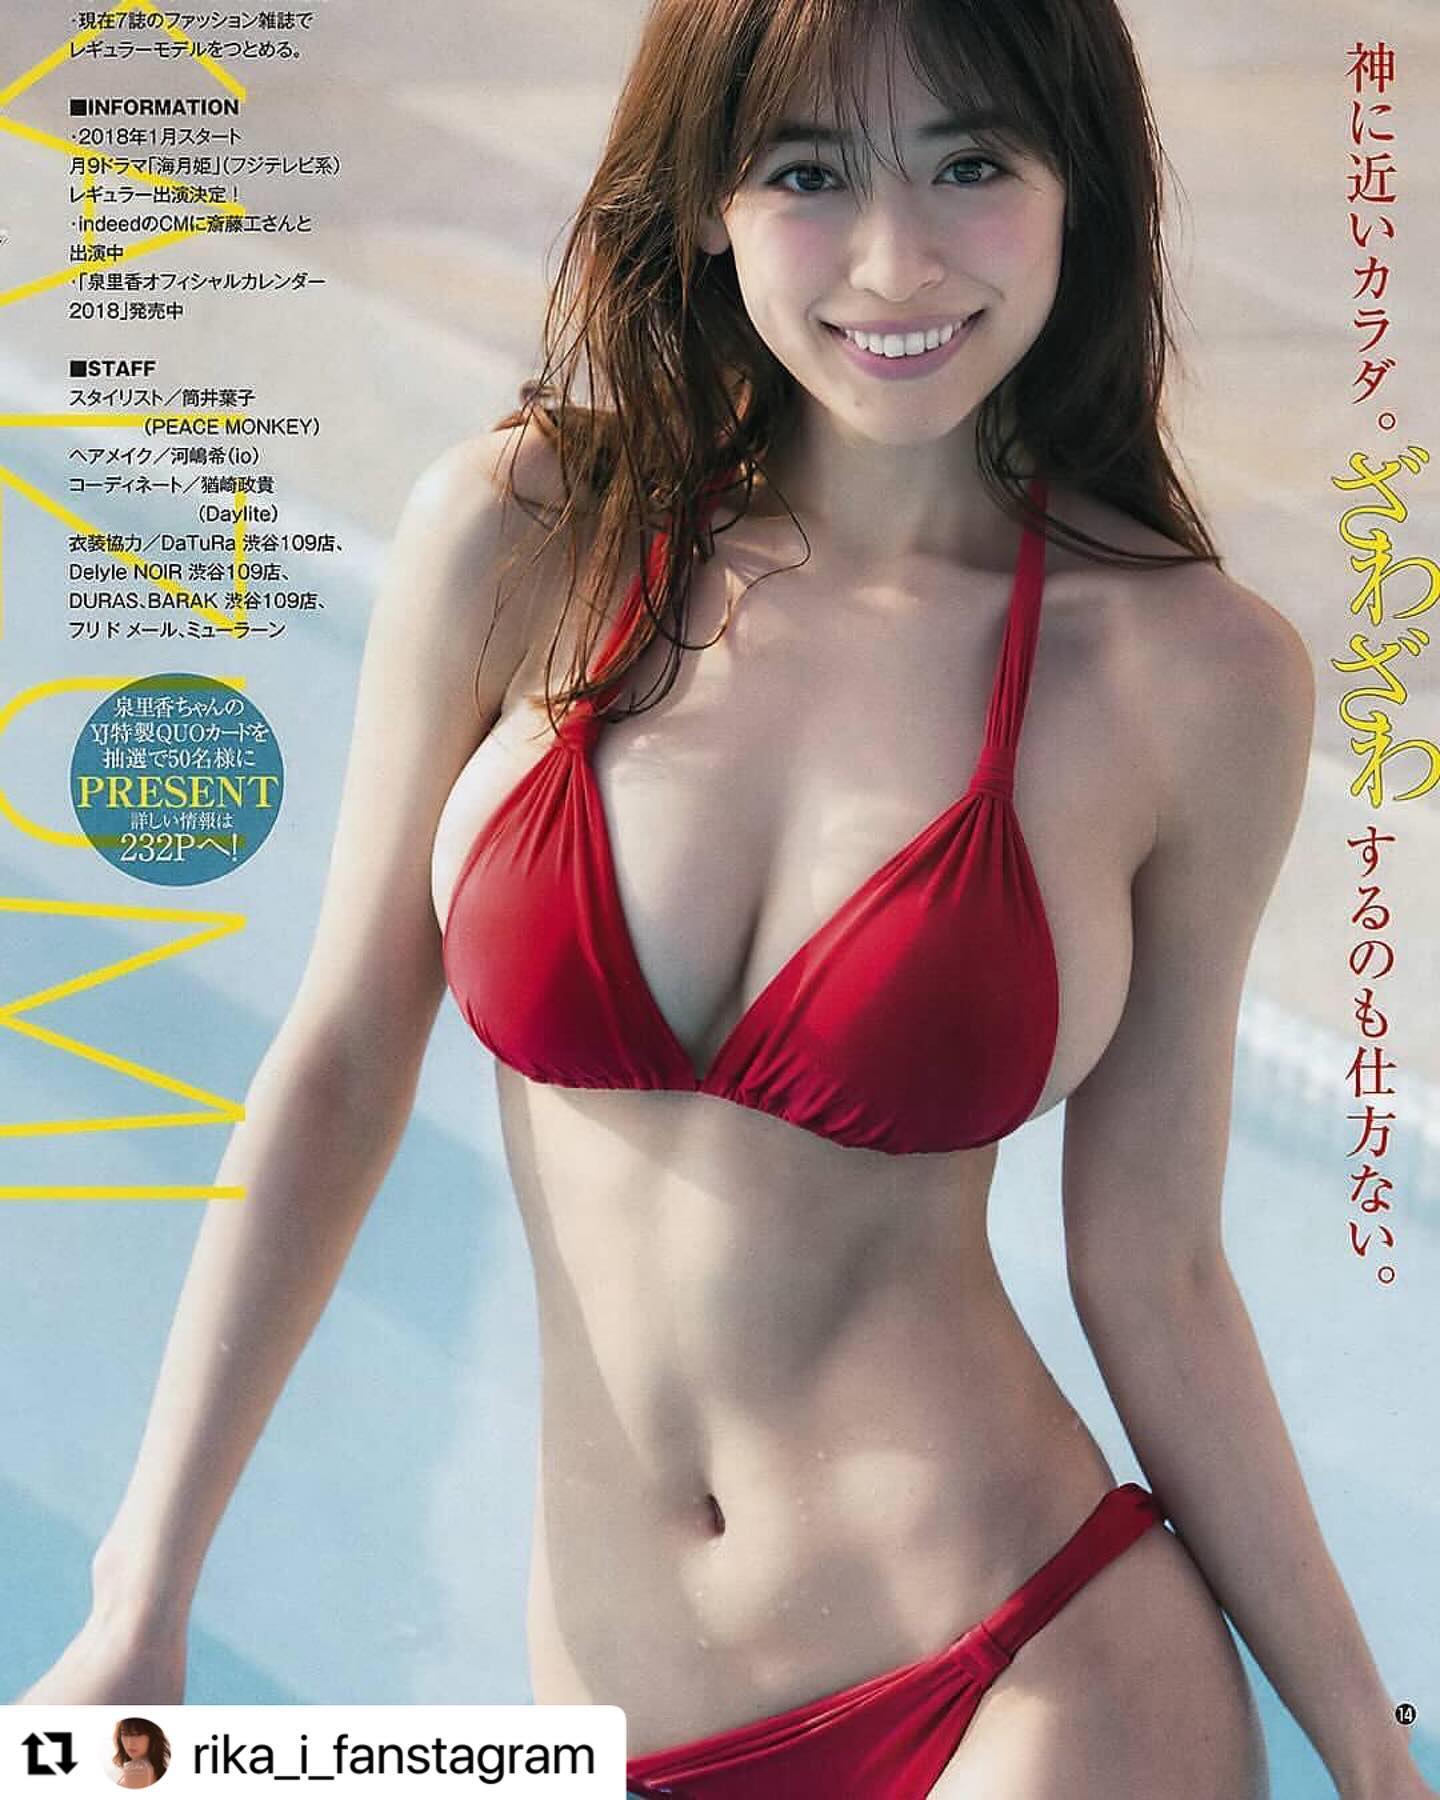 ・現在7誌のファッション雑誌で
レギュラーモデルをつとめる。
■INFORMATION
・2018年1月スタート
月9ドラマ「海月姫」（フジテレビ系）
レギュラー出演決定！
・indeedのCMに斎藤工さんと
出演中
・「泉里香オフィシャルカレンダー
2018」発売中
■STAFF
スタイリスト／筒井葉子
（PEACE MONKEY）
ヘアメイク／河嶋希（io）
コーディネート／猶崎政貴
（Daylite）
衣装協力／DaTuRa 渋谷109店、
Delyle NOIR 渋谷109店、
DURAS、BARAK 渋谷109店、
フリド メール、ミューラーン
泉里香ちゃんの
YJ特製QUOカードを
抽選で50名様に
PRESENT
詳しい情報は
232Pへ！
神に近いカラダ。ざわざわするのも仕方ない。
14
rika_i_fanstagram